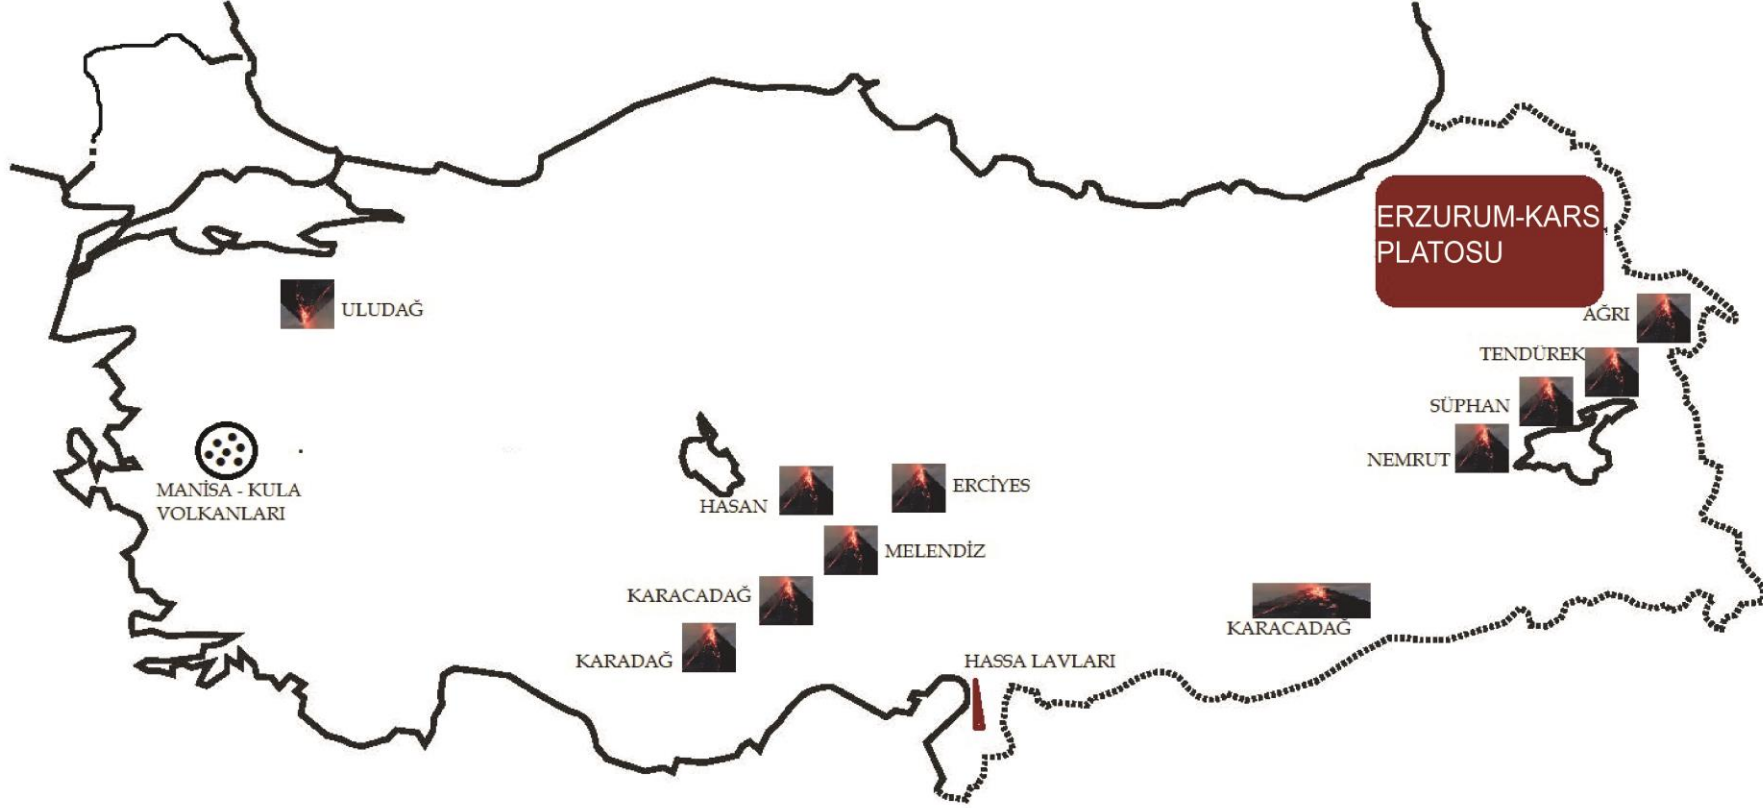 ERZURUM-KARS
PLATOSU
ULUDAĞ
AĞRI
TENDÜREK
SÜPHAN
NEMRUT
MANİSA - KULA
VOLKANLARI
HASAN
ERCİYES
MELENDİZ
KARACADAĞ
KARADAĞ
KARACADAĞ
HASSA LAVLARI